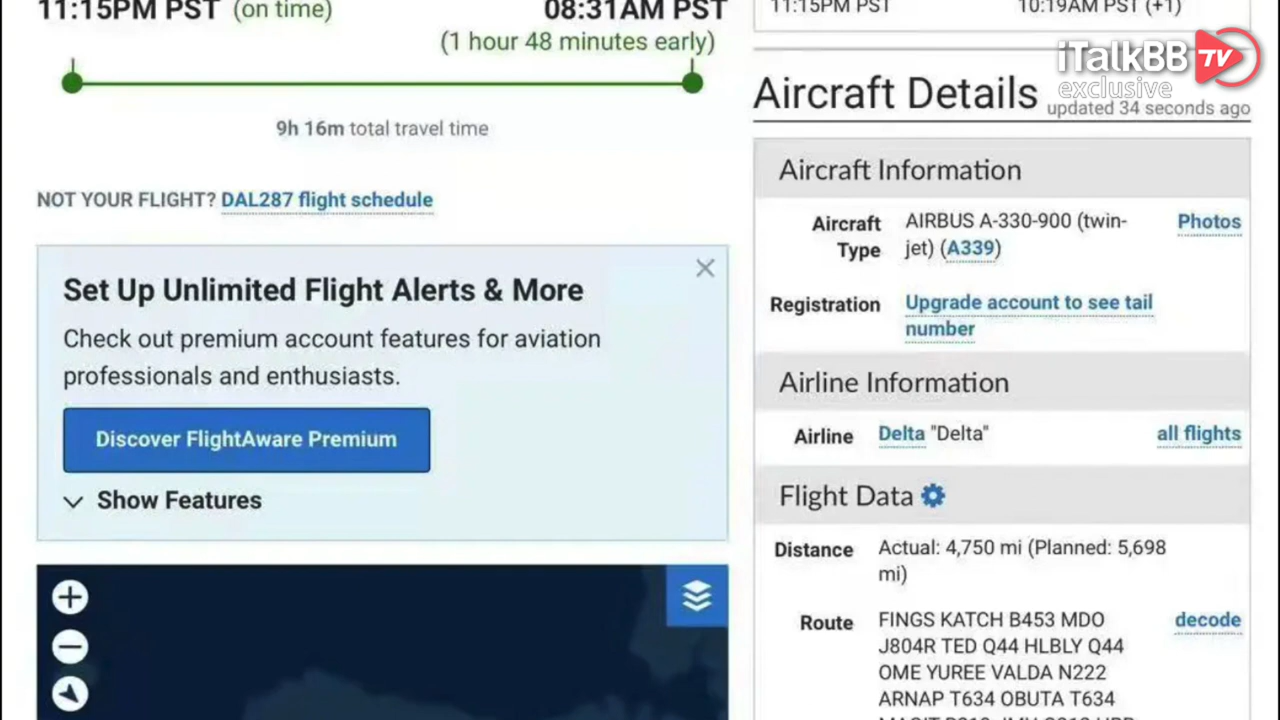 11:15PM PST (on time)
08:31AM PST
(1 hour 48 minutes early)
9h 16m total travel time
NOT YOUR FLIGHT? DAL287 flight schedule
Set Up Unlimited Flight Alerts & More
Check out premium account features for aviation
professionals and enthusiasts.
Discover FlightAware Premium
Show Features
11:15PM PST
10:19AM PST (+1)
iTalkBB TV
exclusive
Aircraft Details
updated 34 seconds ago
Aircraft Information
Aircraft
Type
AIRBUS A-330-900 (twin-
jet) (A339)
Photos
Registration
Upgrade account to see tail
number
Airline Information
Airline
Delta "Delta"
all flights
Flight Data
Distance
Actual: 4,750 mi (Planned: 5,698
mi)
Route
FINGS KATCH B453 MDO
J804R TED Q44 HLBLY Q44
OME YUREE VALDA N222
ARNAP T634 OBUTA T634
decode